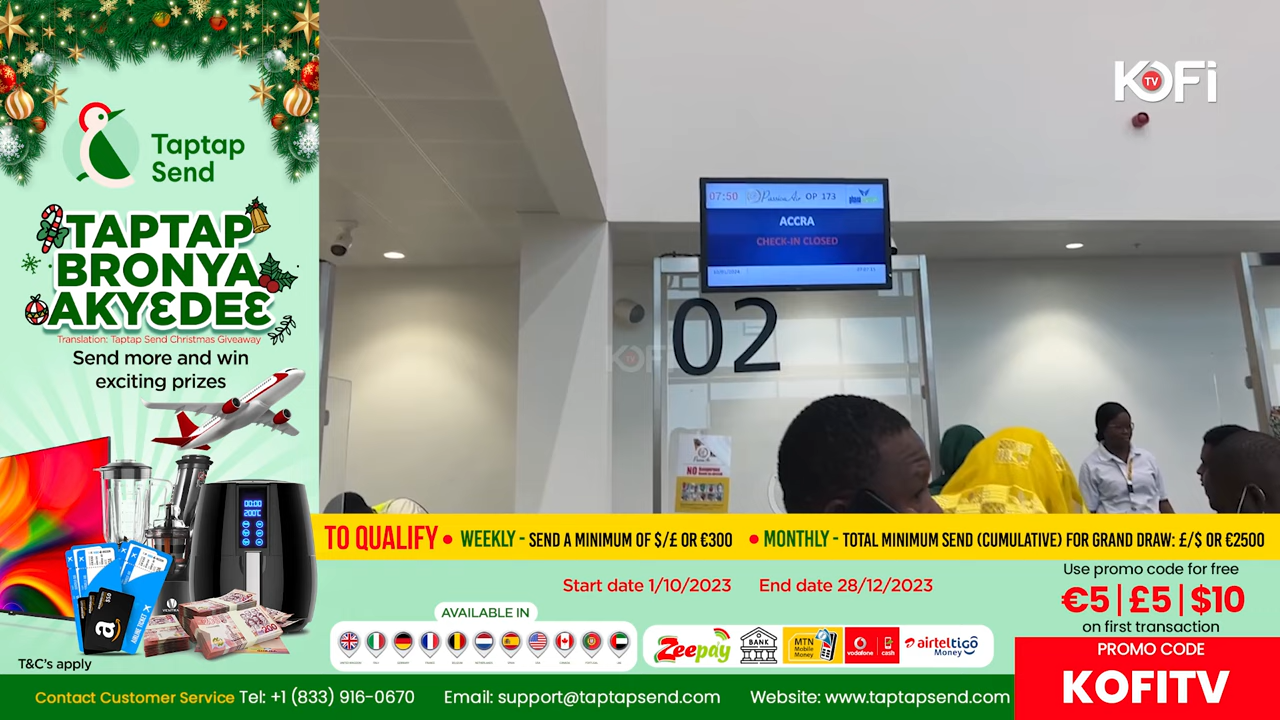 Taptap
Send
TAPTAP
BRONYA
AKYƐDEƐ
Translation: Taptap Send Christmas Giveaway
Send more and win
exciting prizes
00:00
200°C
a
T&C's apply
KOFI
TV
07:50 Passion Air OP 173
ACCRA
CHECK-IN CLOSED
02
NO
TO QUALIFY • WEEKLY - SEND A MINIMUM OF $/£ OR €300 • MONTHLY - TOTAL MINIMUM SEND (CUMULATIVE) FOR GRAND DRAW: £/$ OR €2500
Start date 1/10/2023 End date 28/12/2023
AVAILABLE IN
Zeepay
BANK
MTN
Mobile
Money
vodafone cash
airteltigo
Money
Use promo code for free
€5 | £5 | $10
on first transaction
PROMO CODE
KOFITV
Contact Customer Service Tel: +1 (833) 916-0670 Email: support@taptapsend.com Website: www.taptapsend.com